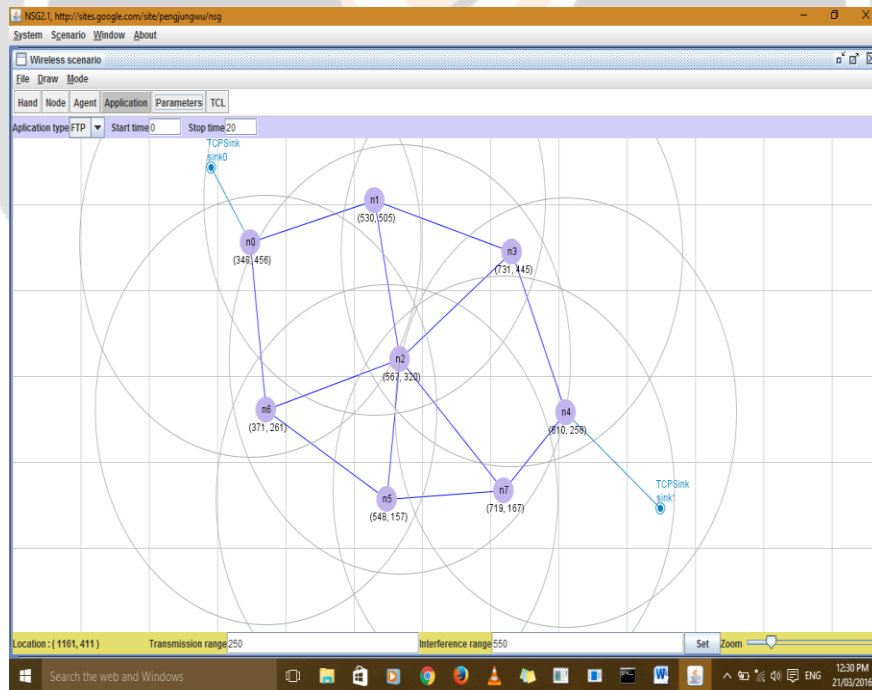 NSG2.1, http://sites.google.com/site/pengjungwu/nsg
System Scenario Window About
Wireless scenario
File Draw Mode
Hand Node Agent Application Parameters TCL
Aplication type FTP Start time 0 Stop time 20
TCPSink
sink0
n1
(530, 505)
n0
(348, 456)
n3
(731, 445)
n2
(567, 320)
n6
(371, 261)
n4
(810, 258)
TCPSink
sink1
n7
(719, 167)
n5
(548, 157)
Location : ( 1161, 411 ) Transmission range 250 Interference range 550 Set Zoom
Search the web and Windows ENG 12:30 PM
21/03/2016